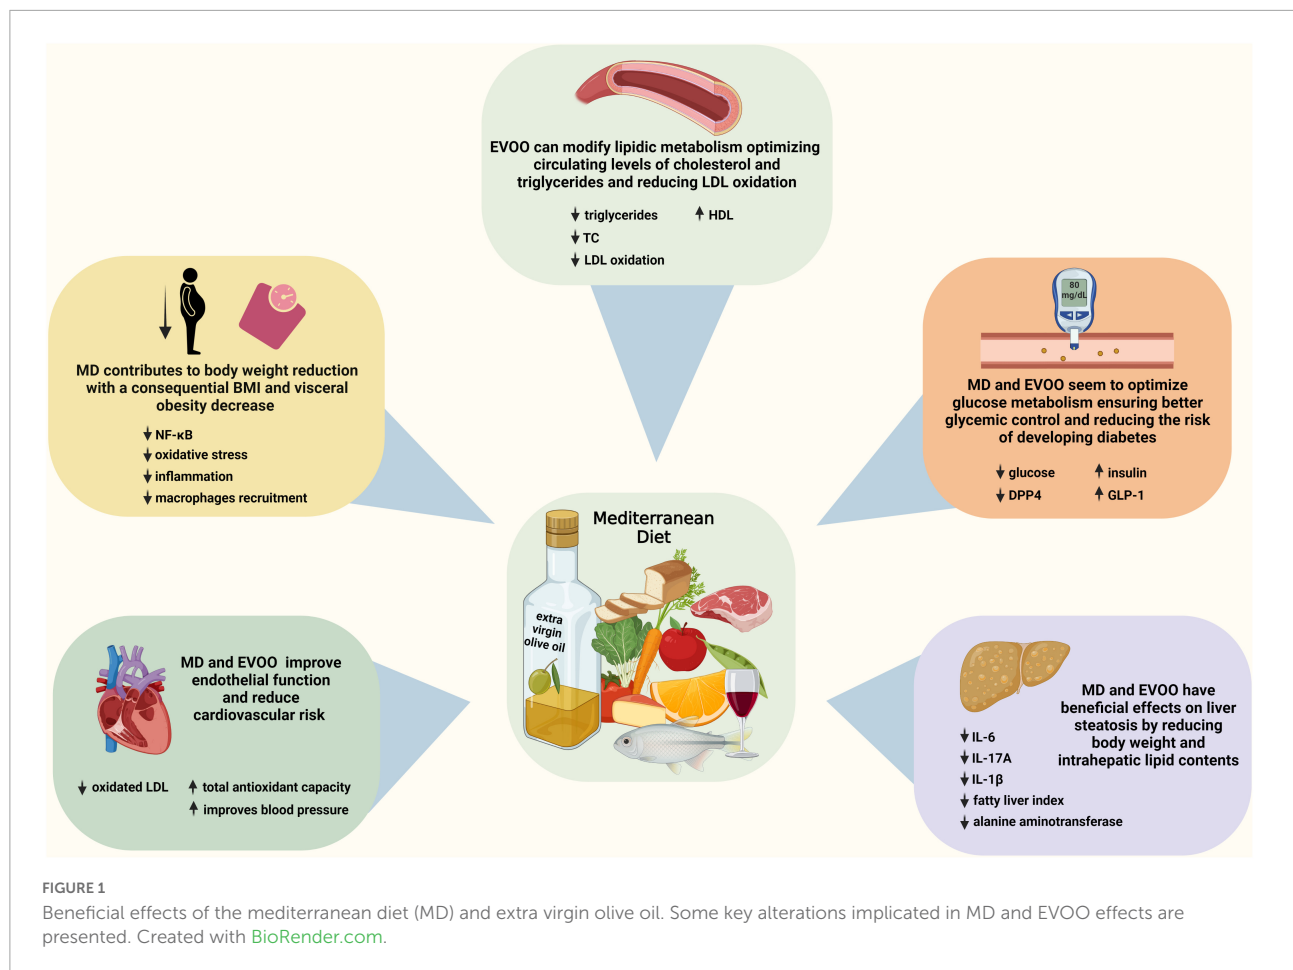 EVOO can modify lipidic metabolism optimizing
circulating levels of cholesterol and
triglycerides and reducing LDL oxidation
↓ triglycerides ↑ HDL
↓ TC
↓ LDL oxidation
MD contributes to body weight reduction
with a consequential BMI and visceral
obesity decrease
↓ NF-κB
↓ oxidative stress
↓ inflammation
↓ macrophages recruitment
80
mg/dL
MD and EVOO seem to optimize
glucose metabolism ensuring better
glycemic control and reducing the risk
of developing diabetes
↓ glucose ↑ insulin
↓ DPP4 ↑ GLP-1
Mediterranean
Diet
extra
virgin
olive oil
MD and EVOO improve
endothelial function
and reduce
cardiovascular risk
↓ oxidated LDL ↑ total antioxidant capacity
↑ improves blood pressure
MD and EVOO have
beneficial effects on liver
steatosis by reducing
body weight and
intrahepatic lipid contents
↓ IL-6
↓ IL-17A
↓ IL-1β
↓ fatty liver index
↓ alanine aminotransferase
FIGURE 1
Beneficial effects of the mediterranean diet (MD) and extra virgin olive oil. Some key alterations implicated in MD and EVOO effects are
presented. Created with BioRender.com.